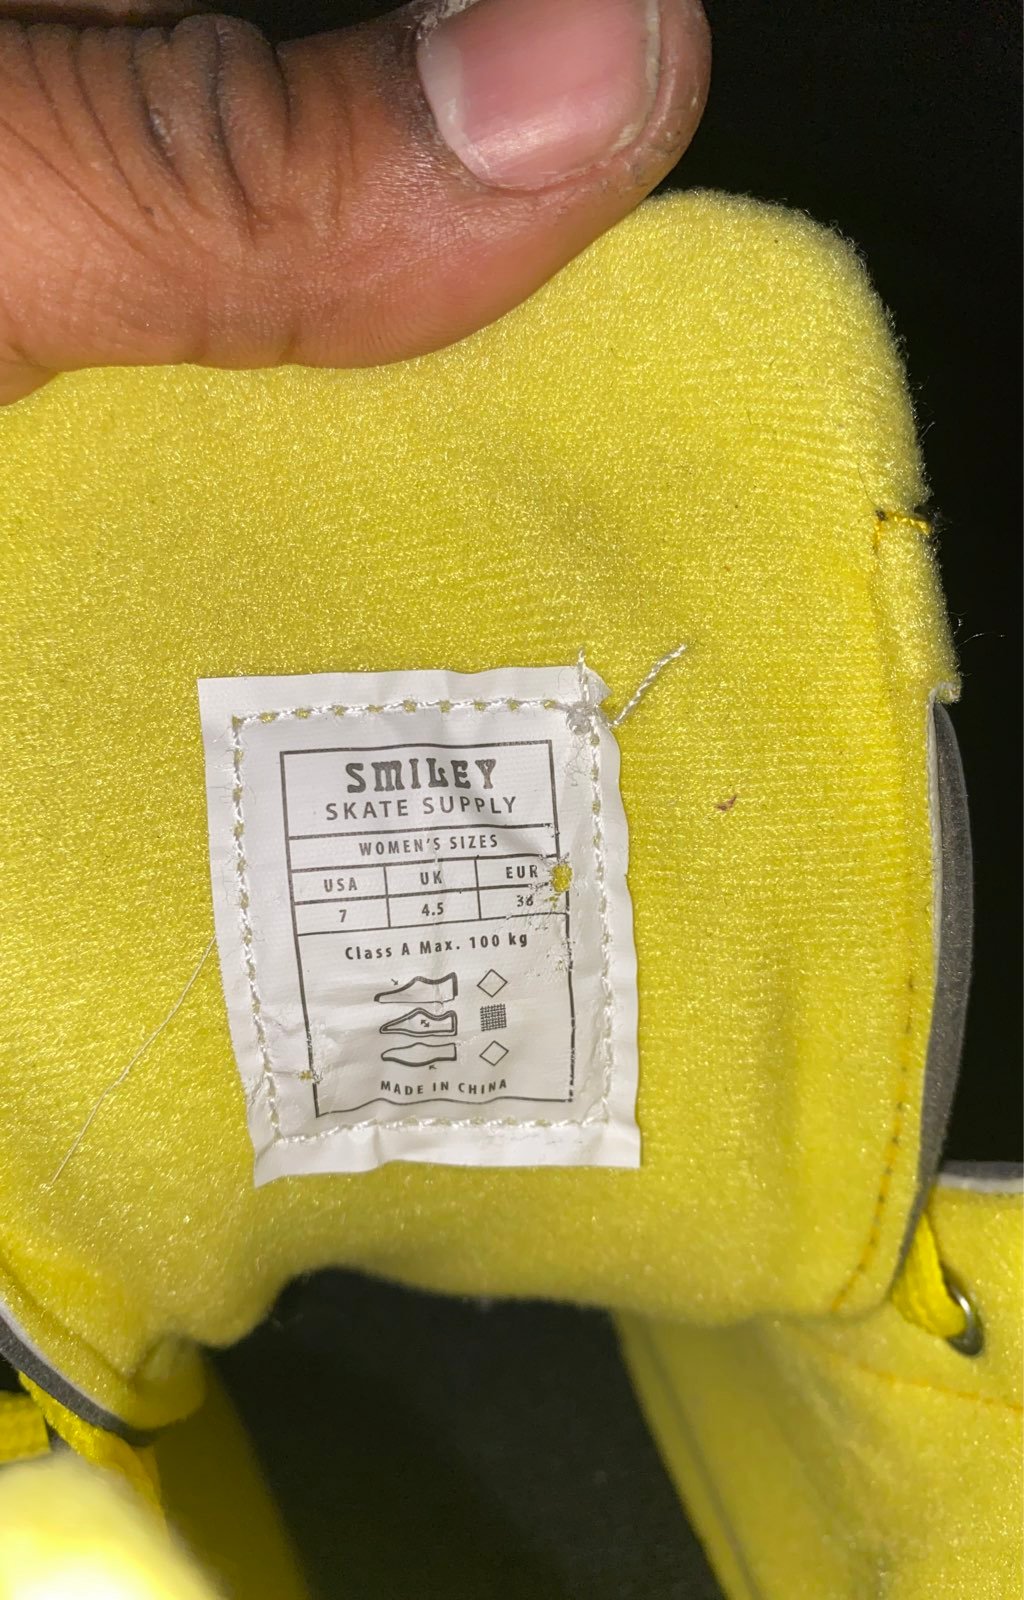 SMILEY
SKATE SUPPLY
WOMEN'S SIZES
USA UK EUR
7 4.5 38
Class A Max. 100 kg
MADE IN CHINA